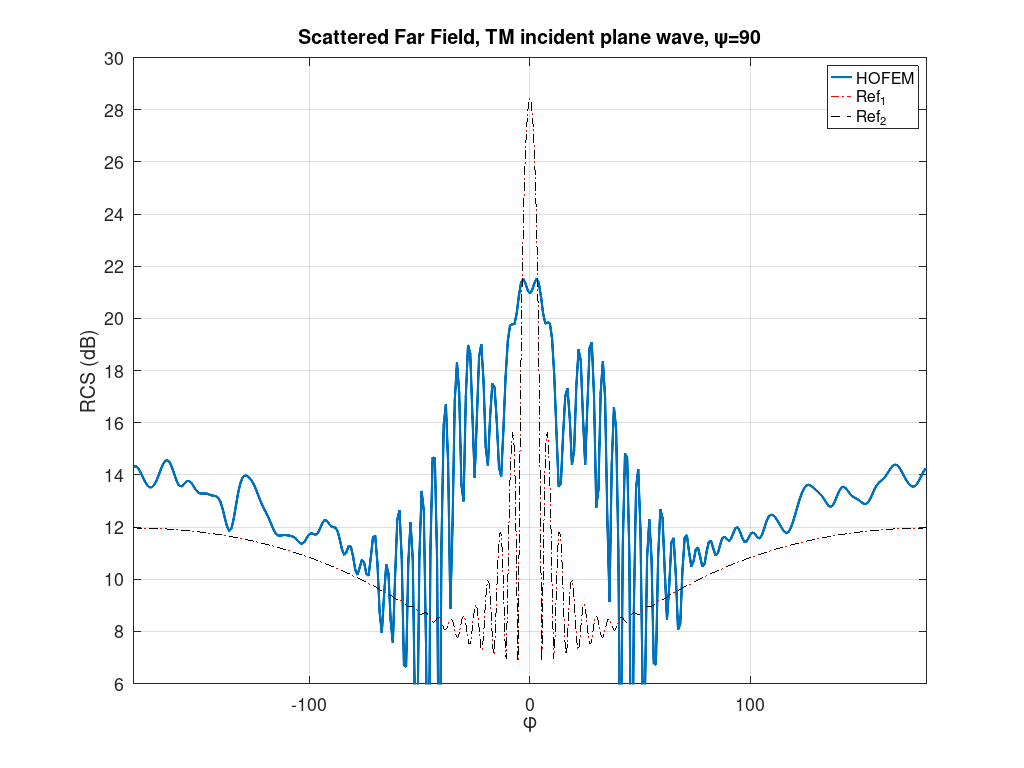 Scattered Far Field, TM incident plane wave, ψ=90
HOFEM
Ref₁
Ref₂
RCS (dB)
30
28
26
24
22
20
18
16
14
12
10
8
6
-100
0
100
φ